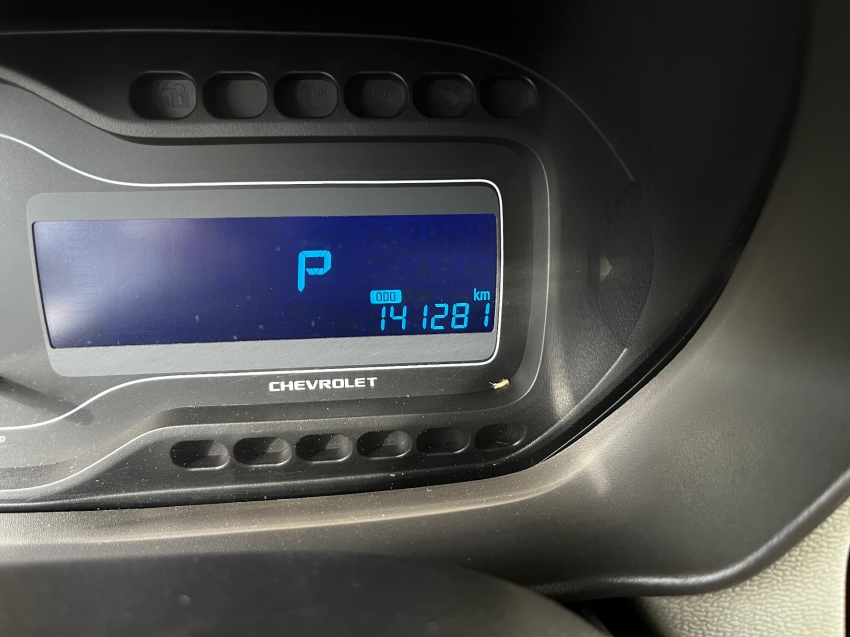 P
ODO
km
141281
CHEVROLET